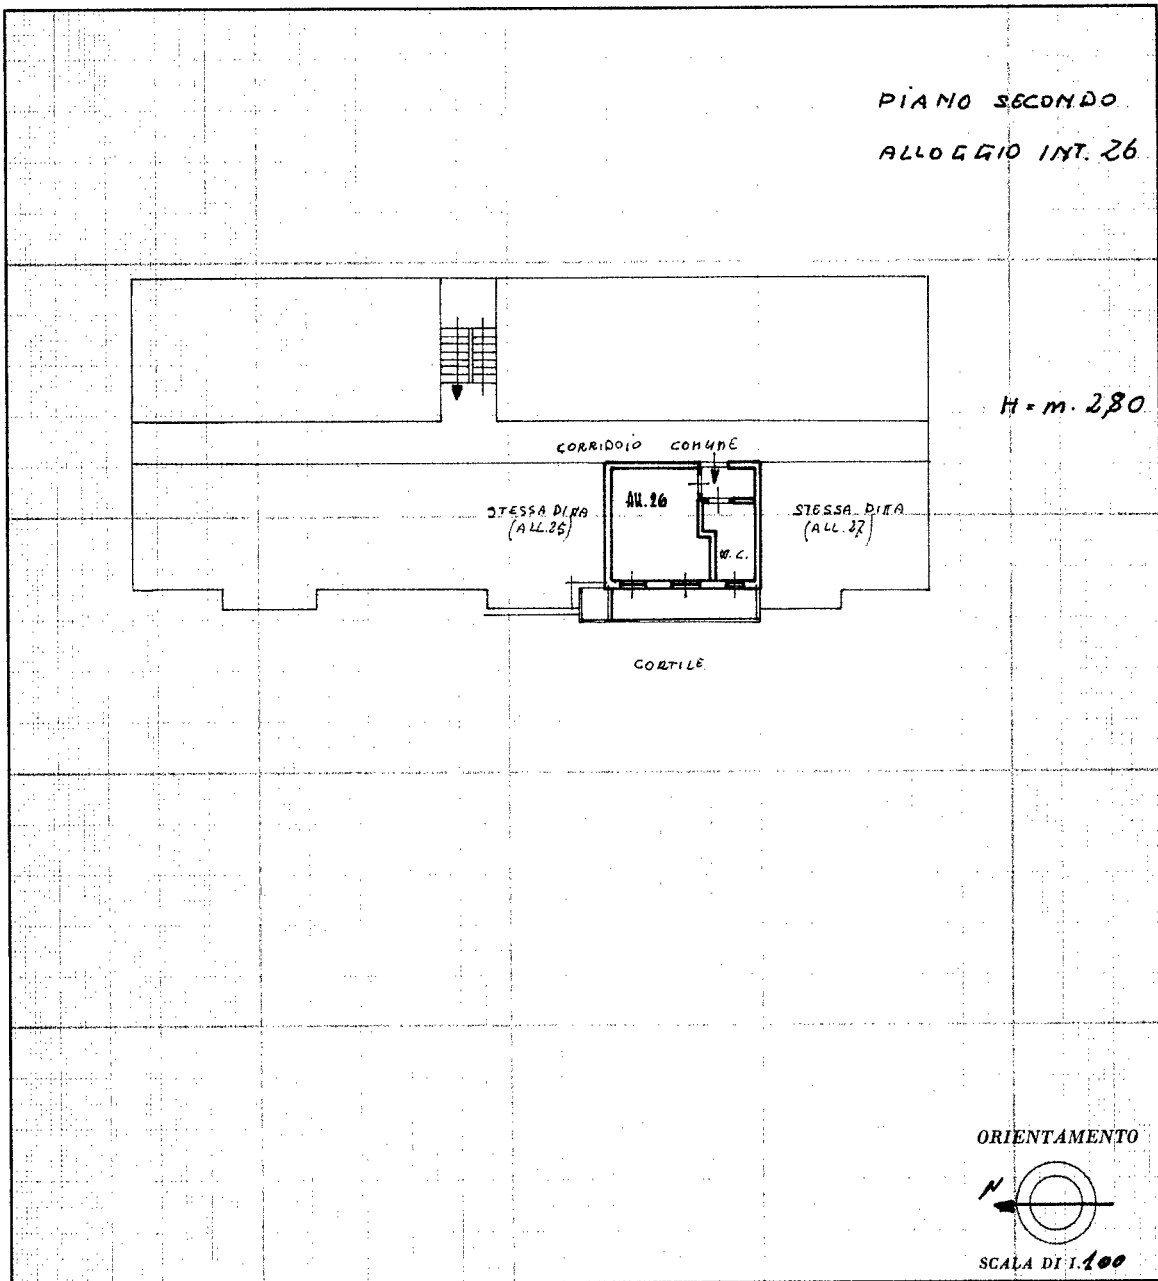 PIANO SECONDO
ALLOGGIO INT. 26
H = m. 2,80
CORRIDOIO COMUNE
ALL. 26
STESSA DITTA
(ALL. 25)
STESSA DITTA
(ALL. 27)
W.C.
CORTILE
ORIENTAMENTO
N
SCALA DI 1:100